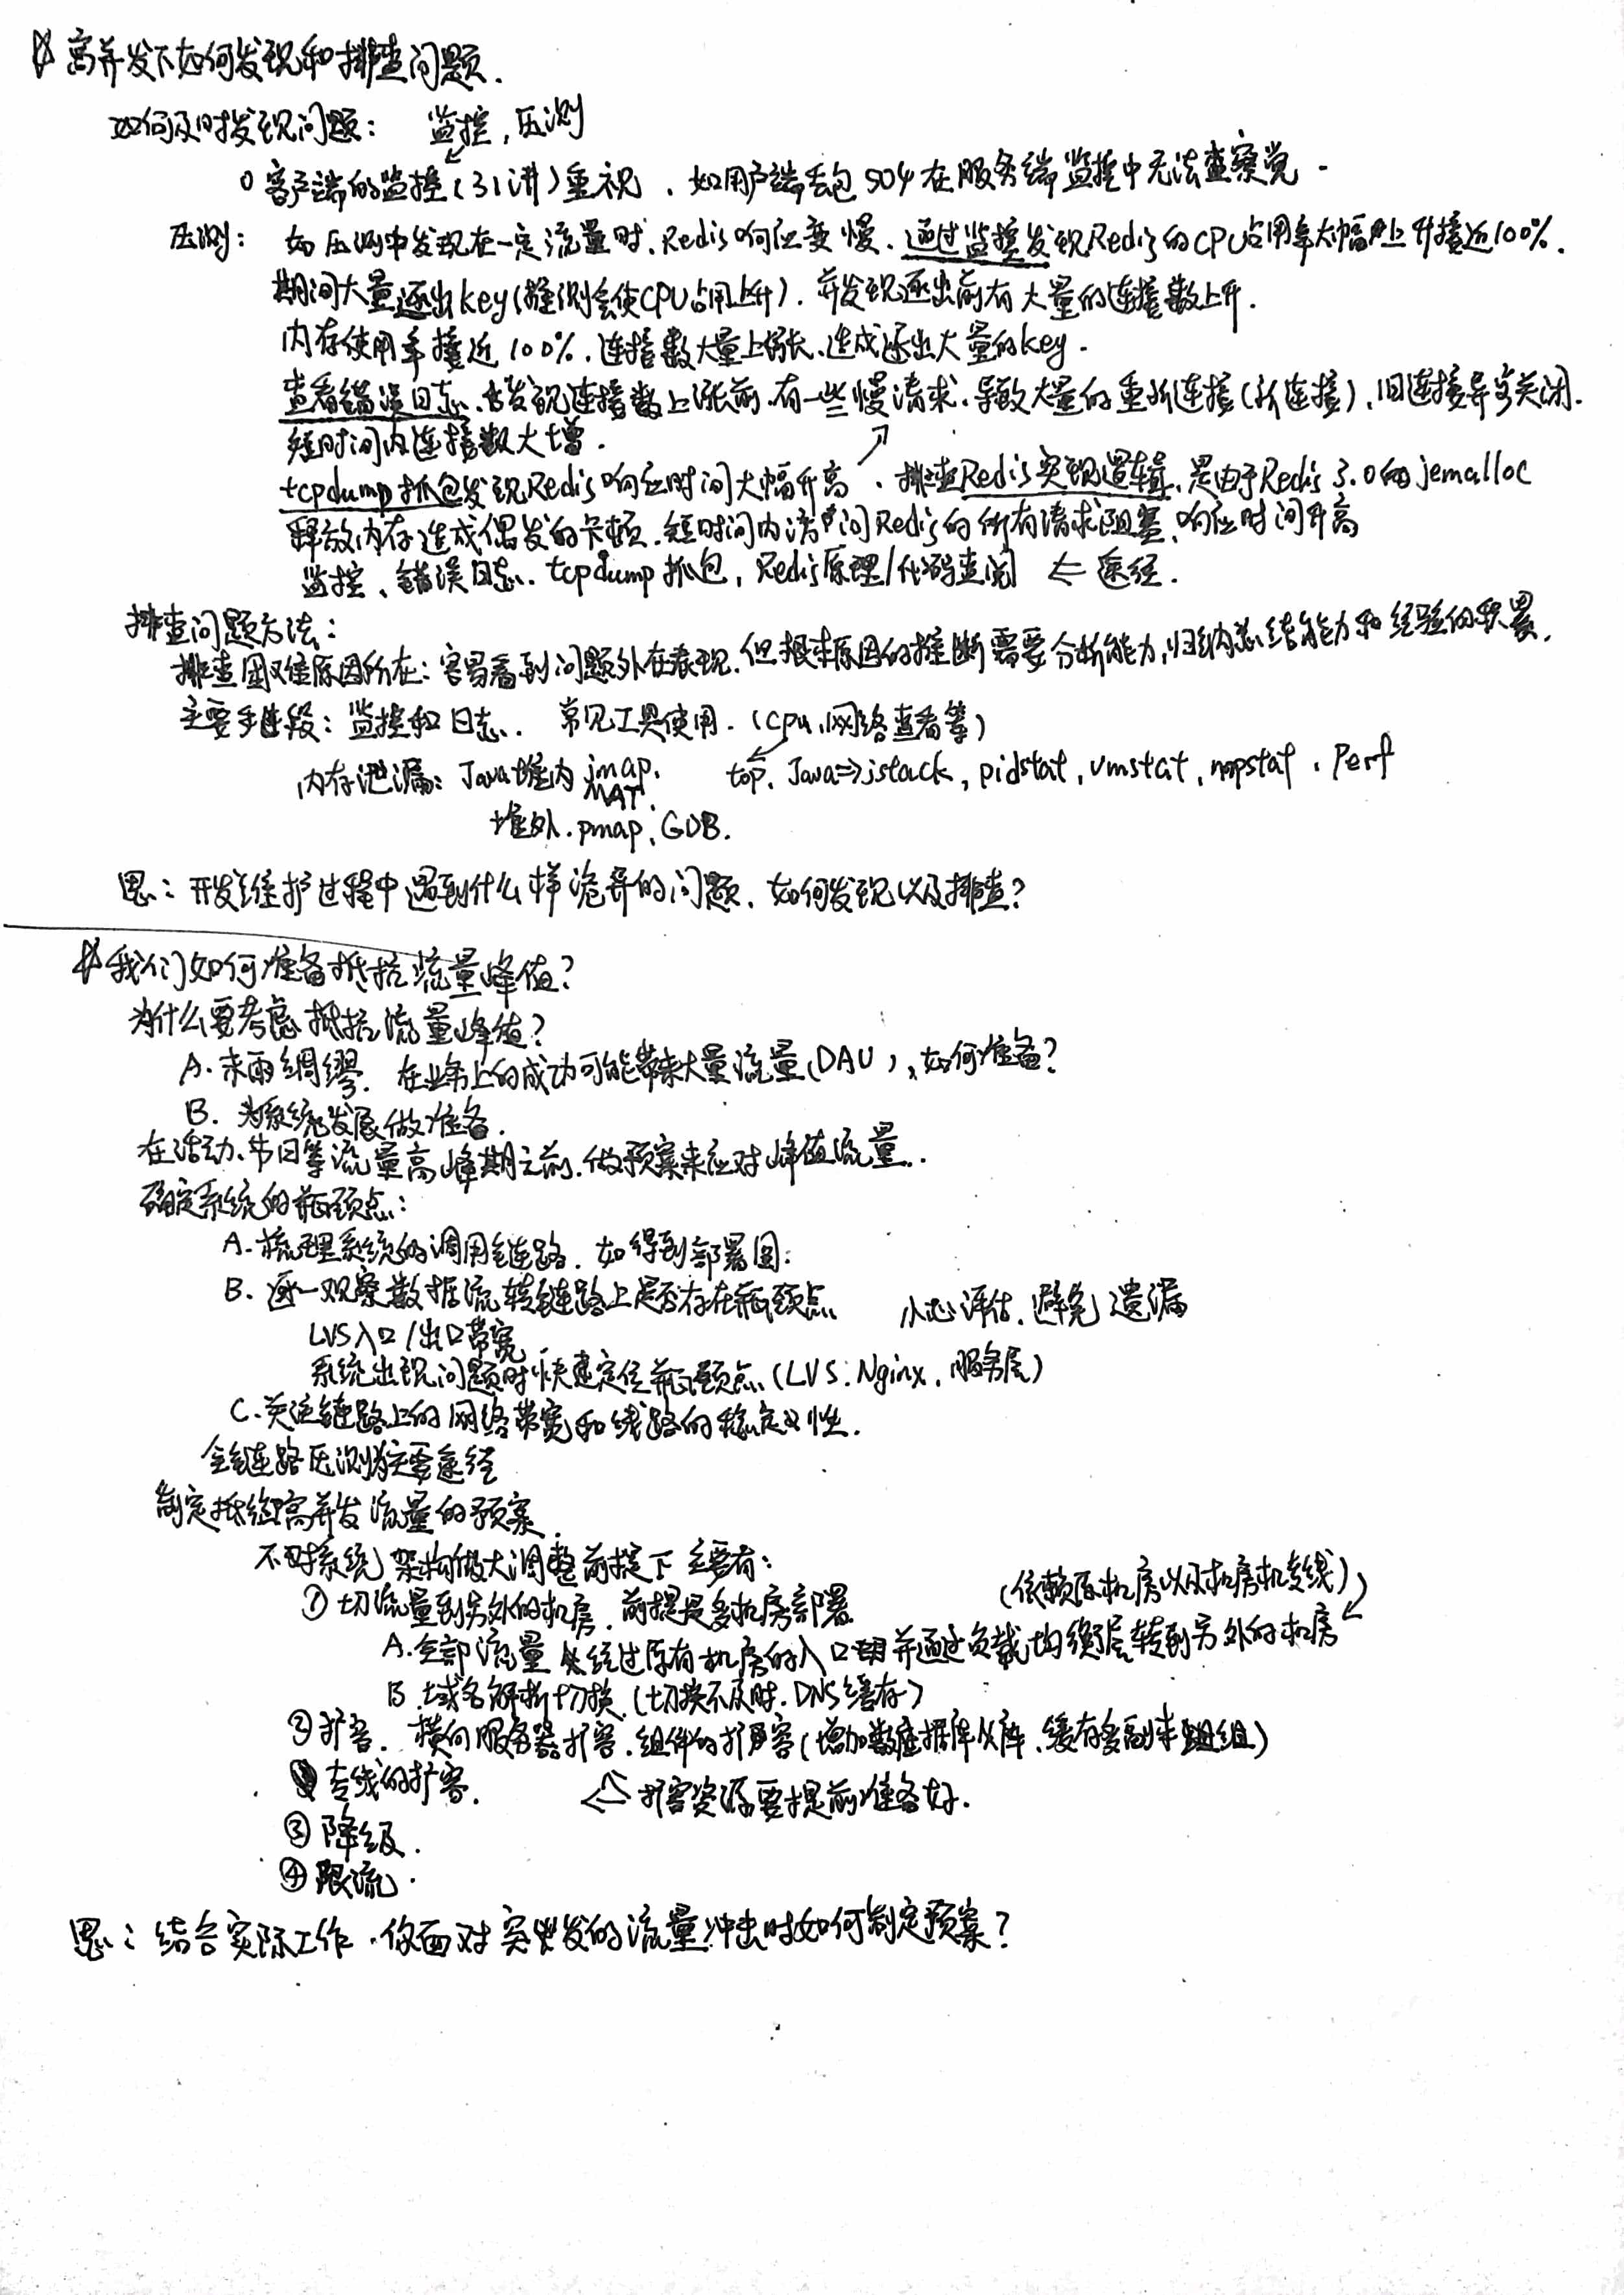 高并发下如何发现和排查问题.
如何及时发现问题: 监控,压测
客户端的监控(31讲)重视、如用户端丢包504在服务端监控中无法查察觉.
压测: 如压测中发现在一定流量时、Redis响应变慢、通过监控发现Redis的CPU占用率大幅上升接近100%.
期间大量逐出key(推测会使CPU占用上升). 并发现逐出前有大量的连接数上升.
内存使用率接近100%.连接数大量上涨、造成逐出大量的key.
查看错误日志、发现连接数上涨前、有一些慢请求、导致大量的重新连接(新连接)、旧连接异常关闭.
短时间内连接数大增.
tcpdump抓包发现Redis响应时间大幅升高、排查Redis实现逻辑、是由于Redis 3.0的jemalloc
释放内存造成偶发的卡顿.短时间内访问Redis的所有请求阻塞、响应时间升高
监控、错误日志、tcpdump抓包, Redis原理/代码查阅 ⇐ 途径.
排查问题方法:
排查困难原因所在: 容易看到问题外在表现.但根本原因的推断需要分析能力,归纳总结能力和经验的积累.
主要手段: 监控和日志. 常见工具使用.(cpu、网络查看等)
内存泄漏: Java堆内 jmap. top. Java⇒jstack, pidstat, vmstat, mpstat, Perf
MAT.
堆外.pmap, GDB.
思: 开发维护过程中遇到什么样诡异的问题、如何发现以及排查?
我们如何准备抵抗流量峰值?
为什么要考虑抵抗流量峰值?
A. 未雨绸缪. 在业务上的成功可能带来大量流量(DAU), 如何准备?
B. 为系统发展做准备.
在活动、节日等流量高峰期之前.做预案来应对峰值流量..
确定系统的瓶颈点:
A. 梳理系统的调用链路. 如得到部署图:
B. 逐一观察数据流转链路上是否存在瓶颈点 小心评估.避免遗漏
LVS入口/出口带宽
系统出现问题时快速定位瓶颈点(LVS. Nginx, 服务层)
C. 关注链路上的网络带宽和线路的稳定性.
全链路压测为主要途径
制定抵御高并发流量的预案.
不对系统架构做大调整前提下主要有:
① 切流量到另外的机房. 前提是多机房部署 (依赖原机房以及机房机专线)
A. 全部流量经过原有机房的入口并通过负载均衡层转到另外的机房
B. 域名解析切换.(切换不及时.DNS缓存)
② 扩容. 横向服务器扩容.组件的扩容(增加数据库从库、缓存多副本组)
专线的扩容. ⇐ 扩容资源要提前准备好.
③ 降级.
④ 限流.
思: 结合实际工作.你面对突发的流量冲击时如何制定预案?